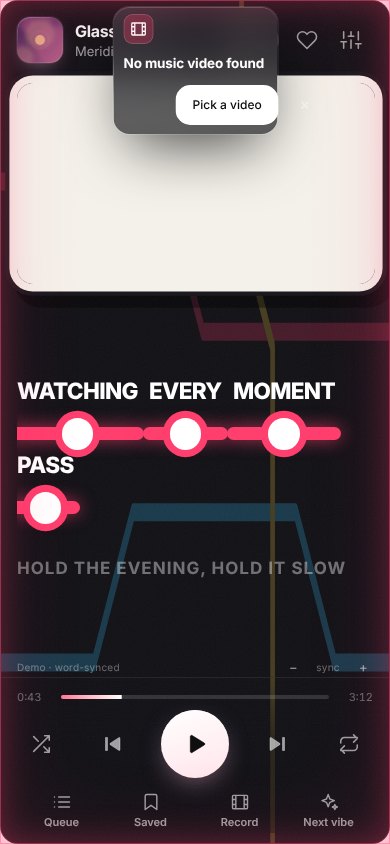 Glass
Meridi
No music video found
Pick a video
WATCHING EVERY MOMENT
PASS
HOLD THE EVENING, HOLD IT SLOW
Demo · word-synced
− sync +
0:43
3:12
Queue
Saved
Record
Next vibe